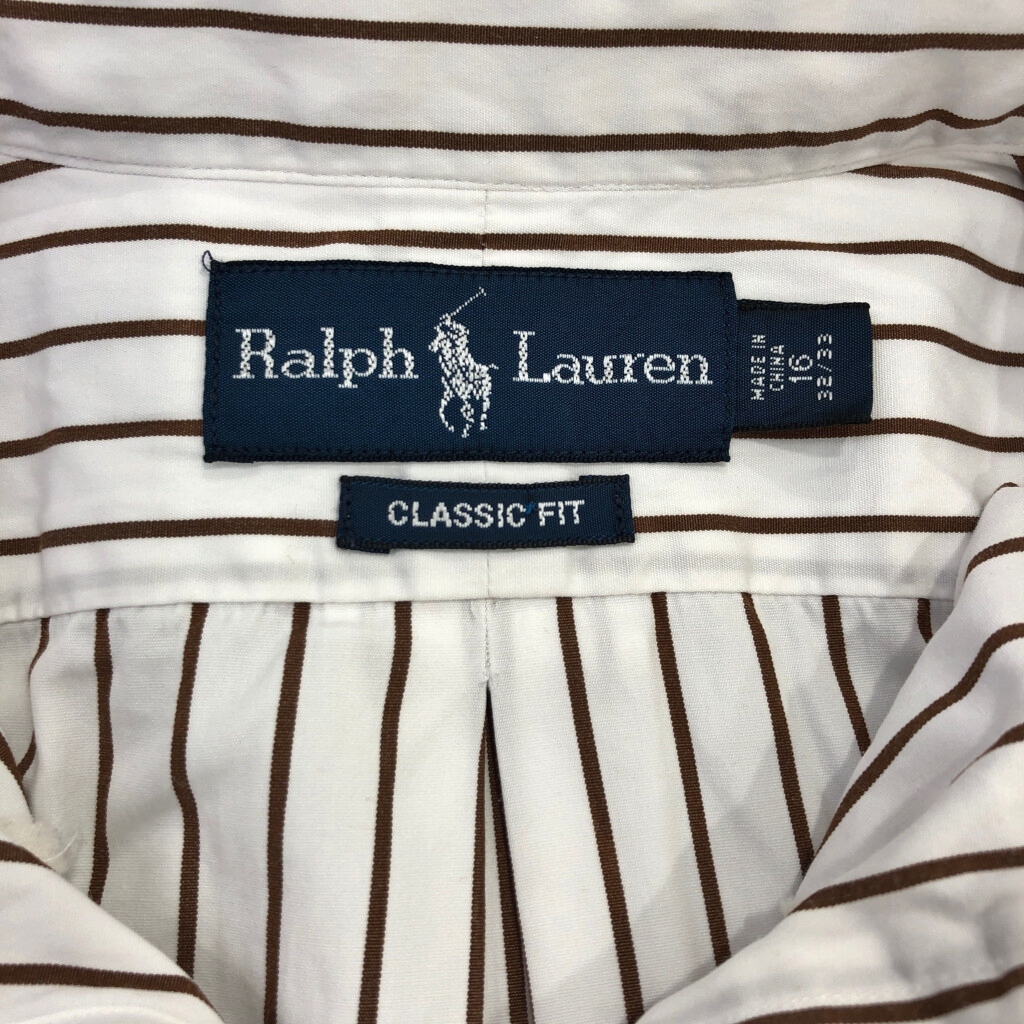 Ralph Lauren
MADE IN
CHINA
16
32/33
CLASSIC FIT